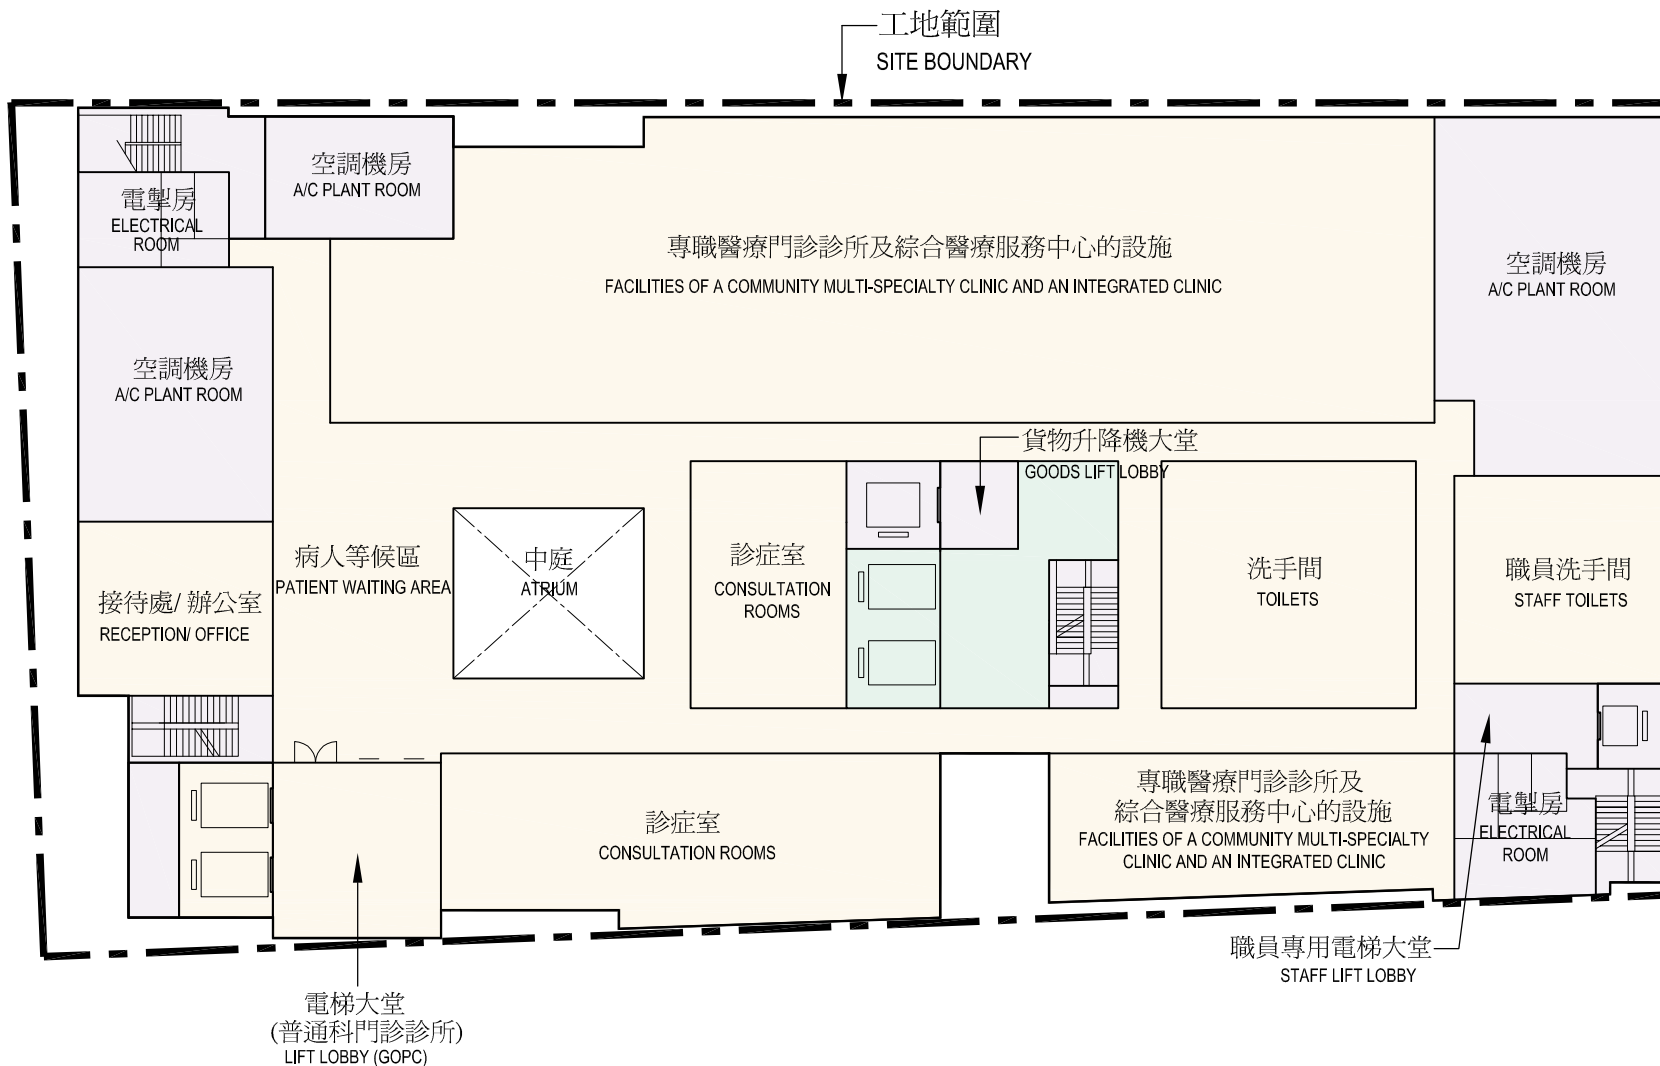 工地範圍
SITE BOUNDARY
空調機房
A/C PLANT ROOM
電掣房
ELECTRICAL
ROOM
專職醫療門診診所及綜合醫療服務中心的設施
FACILITIES OF A COMMUNITY MULTI-SPECIALTY CLINIC AND AN INTEGRATED CLINIC
空調機房
A/C PLANT ROOM
空調機房
A/C PLANT ROOM
貨物升降機大堂
GOODS LIFT LOBBY
接待處/ 辦公室
RECEPTION/ OFFICE
病人等候區
PATIENT WAITING AREA
中庭
ATRIUM
診症室
CONSULTATION
ROOMS
洗手間
TOILETS
職員洗手間
STAFF TOILETS
診症室
CONSULTATION ROOMS
專職醫療門診診所及
綜合醫療服務中心的設施
FACILITIES OF A COMMUNITY MULTI-SPECIALTY
CLINIC AND AN INTEGRATED CLINIC
電掣房
ELECTRICAL
ROOM
職員專用電梯大堂
STAFF LIFT LOBBY
電梯大堂
(普通科門診診所)
LIFT LOBBY (GOPC)